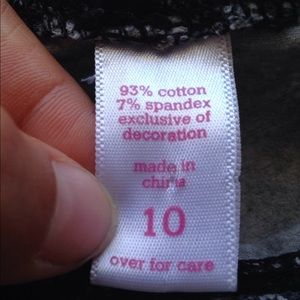 93% cotton
7% spandex
exclusive of
decoration
made in
china
10
over for care